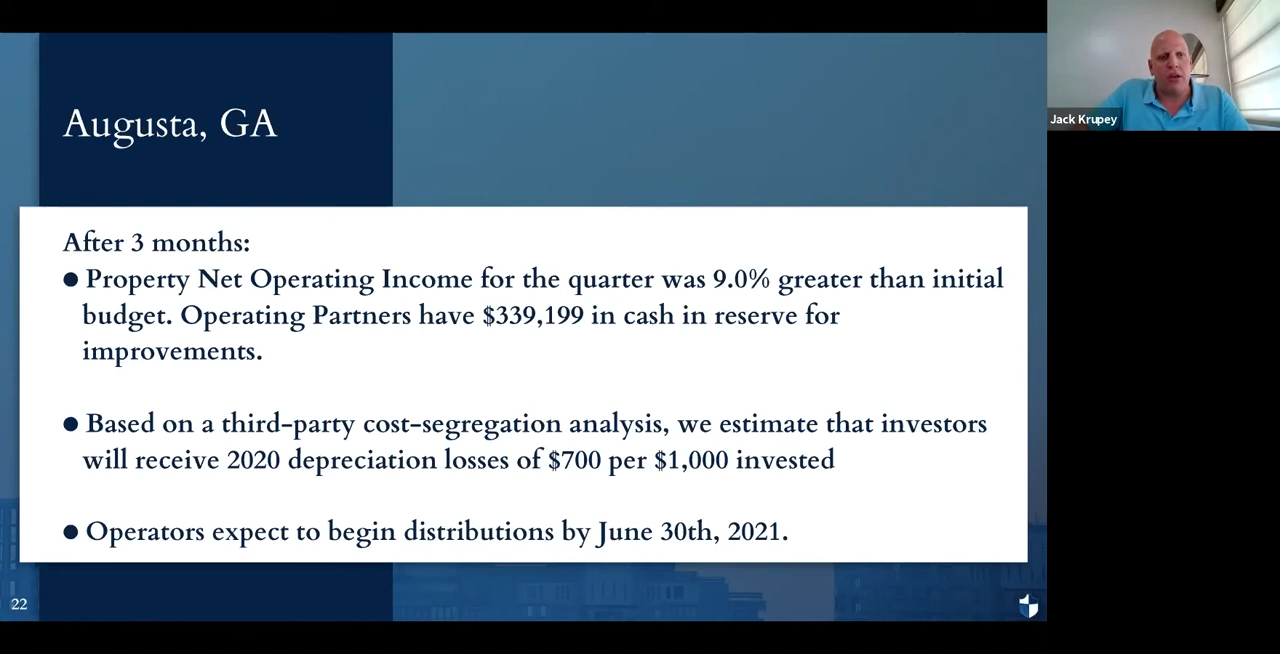 Augusta, GA
Jack Krupey
After 3 months:
● Property Net Operating Income for the quarter was 9.0% greater than initial
budget. Operating Partners have $339,199 in cash in reserve for
improvements.
● Based on a third-party cost-segregation analysis, we estimate that investors
will receive 2020 depreciation losses of $700 per $1,000 invested
● Operators expect to begin distributions by June 30th, 2021.
22